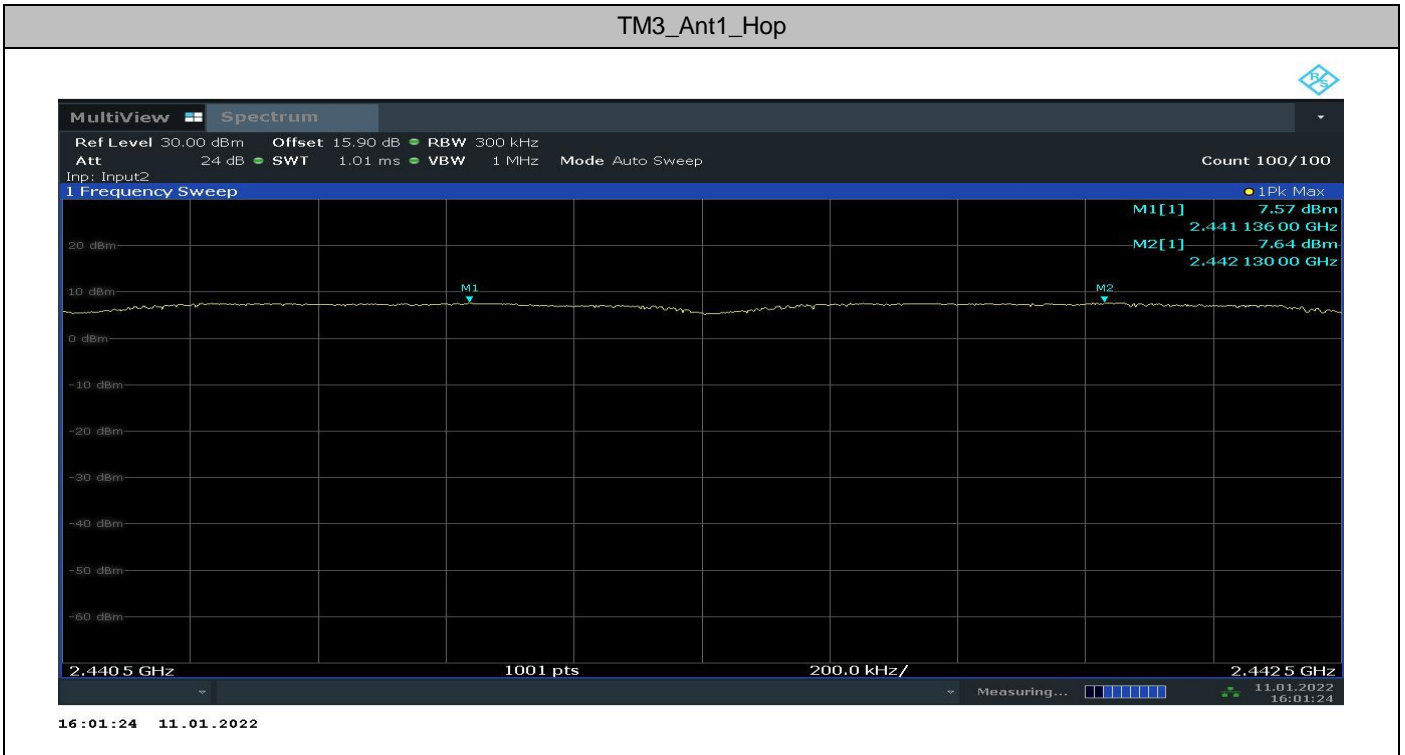 TM3_Ant1_Hop
R S
MultiView Spectrum
Ref Level 30.00 dBm Offset 15.90 dB RBW 300 kHz
Att 24 dB SWT 1.01 ms VBW 1 MHz Mode Auto Sweep Count 100/100
Inp: Input2
1 Frequency Sweep 1Pk Max
M1[1] 7.57 dBm
2.441 136 00 GHz
20 dBm M2[1] 7.64 dBm
2.442 130 00 GHz
10 dBm M1 M2
0 dBm
-10 dBm
-20 dBm
-30 dBm
-40 dBm
-50 dBm
-60 dBm
2.440 5 GHz 1001 pts 200.0 kHz/ 2.442 5 GHz
Measuring... 11.01.2022
16:01:24
16:01:24 11.01.2022